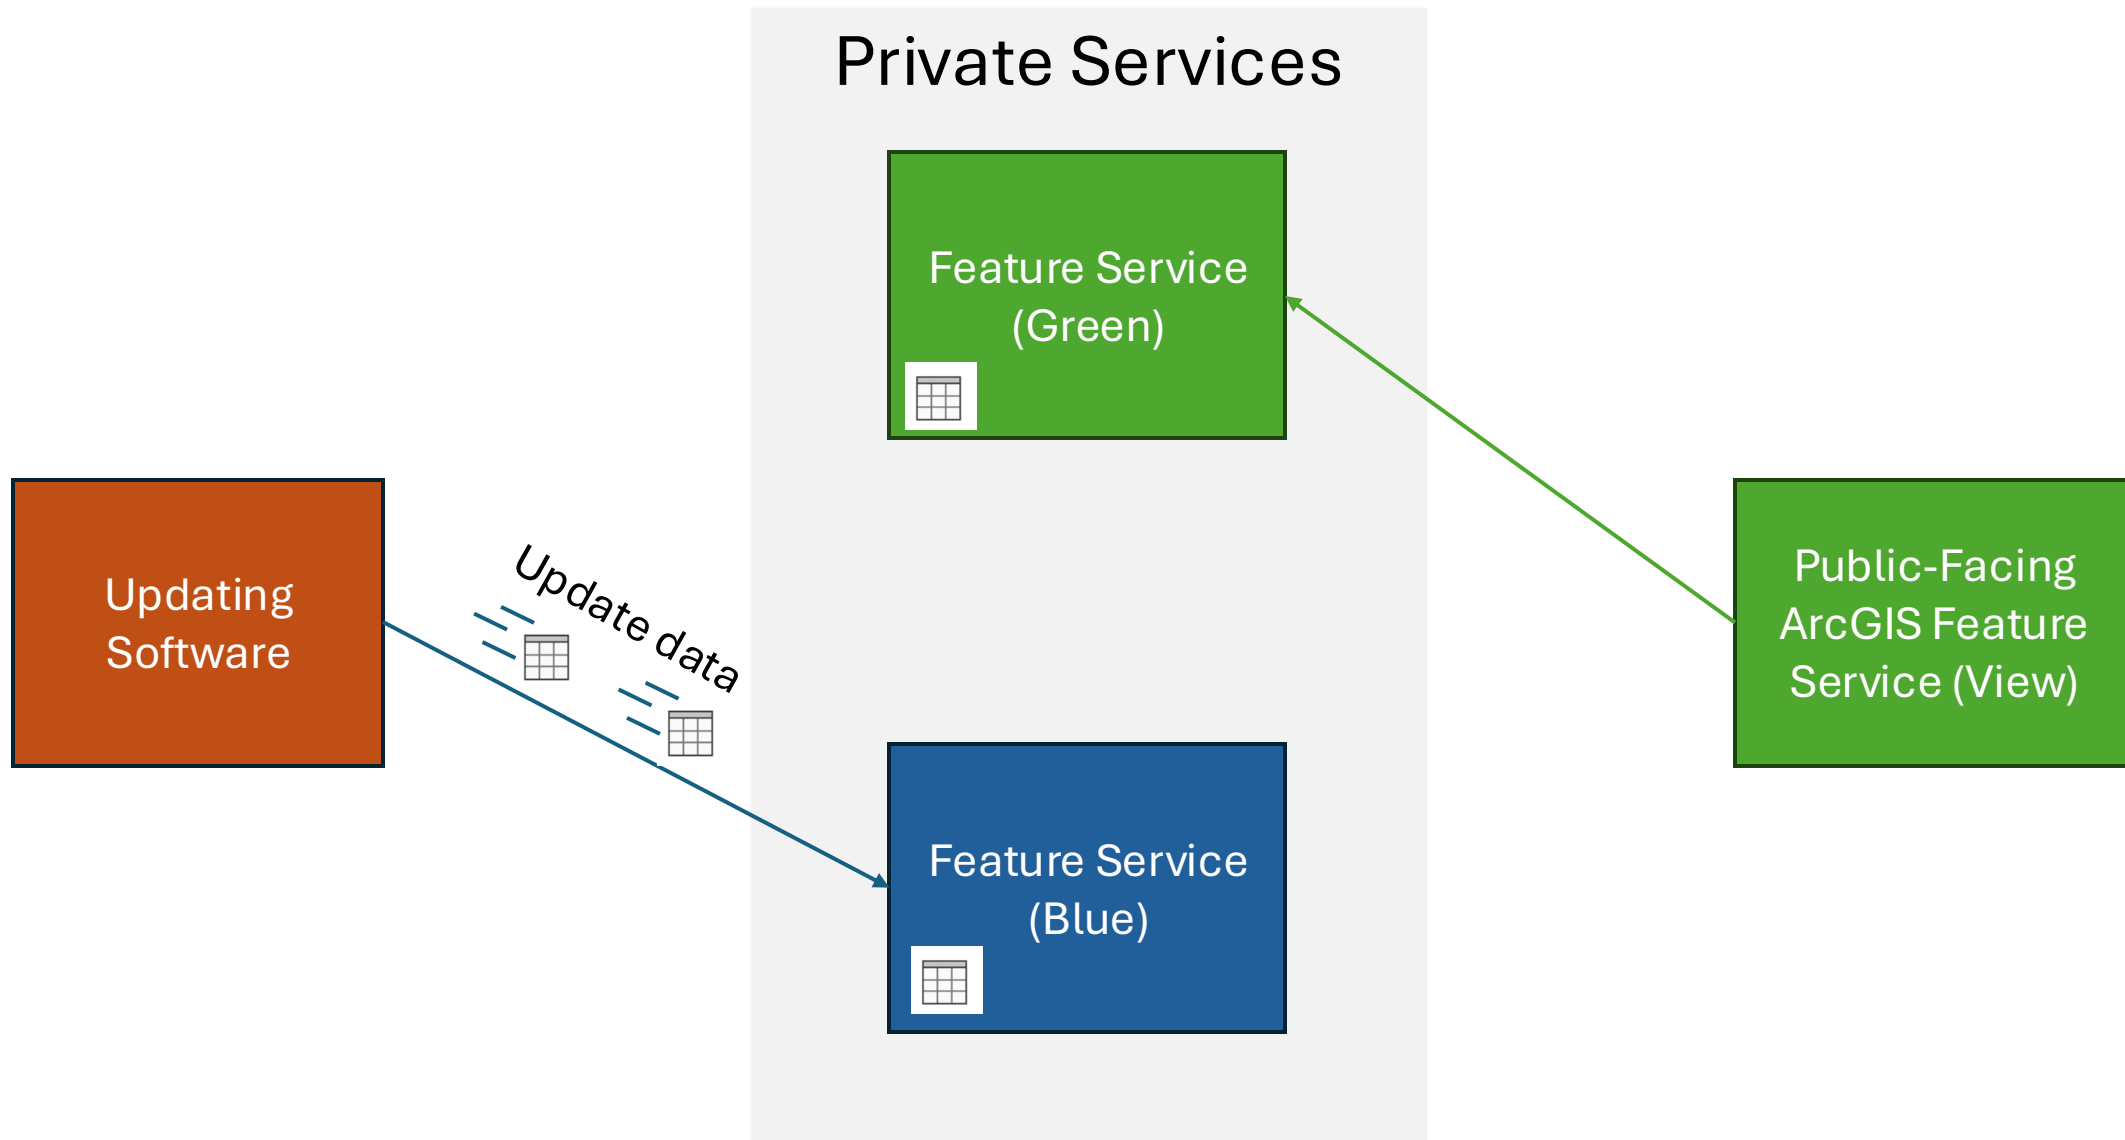 Private Services
Feature Service
(Green)
Updating
Software
Update data
Public-Facing
ArcGIS Feature
Service (View)
Feature Service
(Blue)